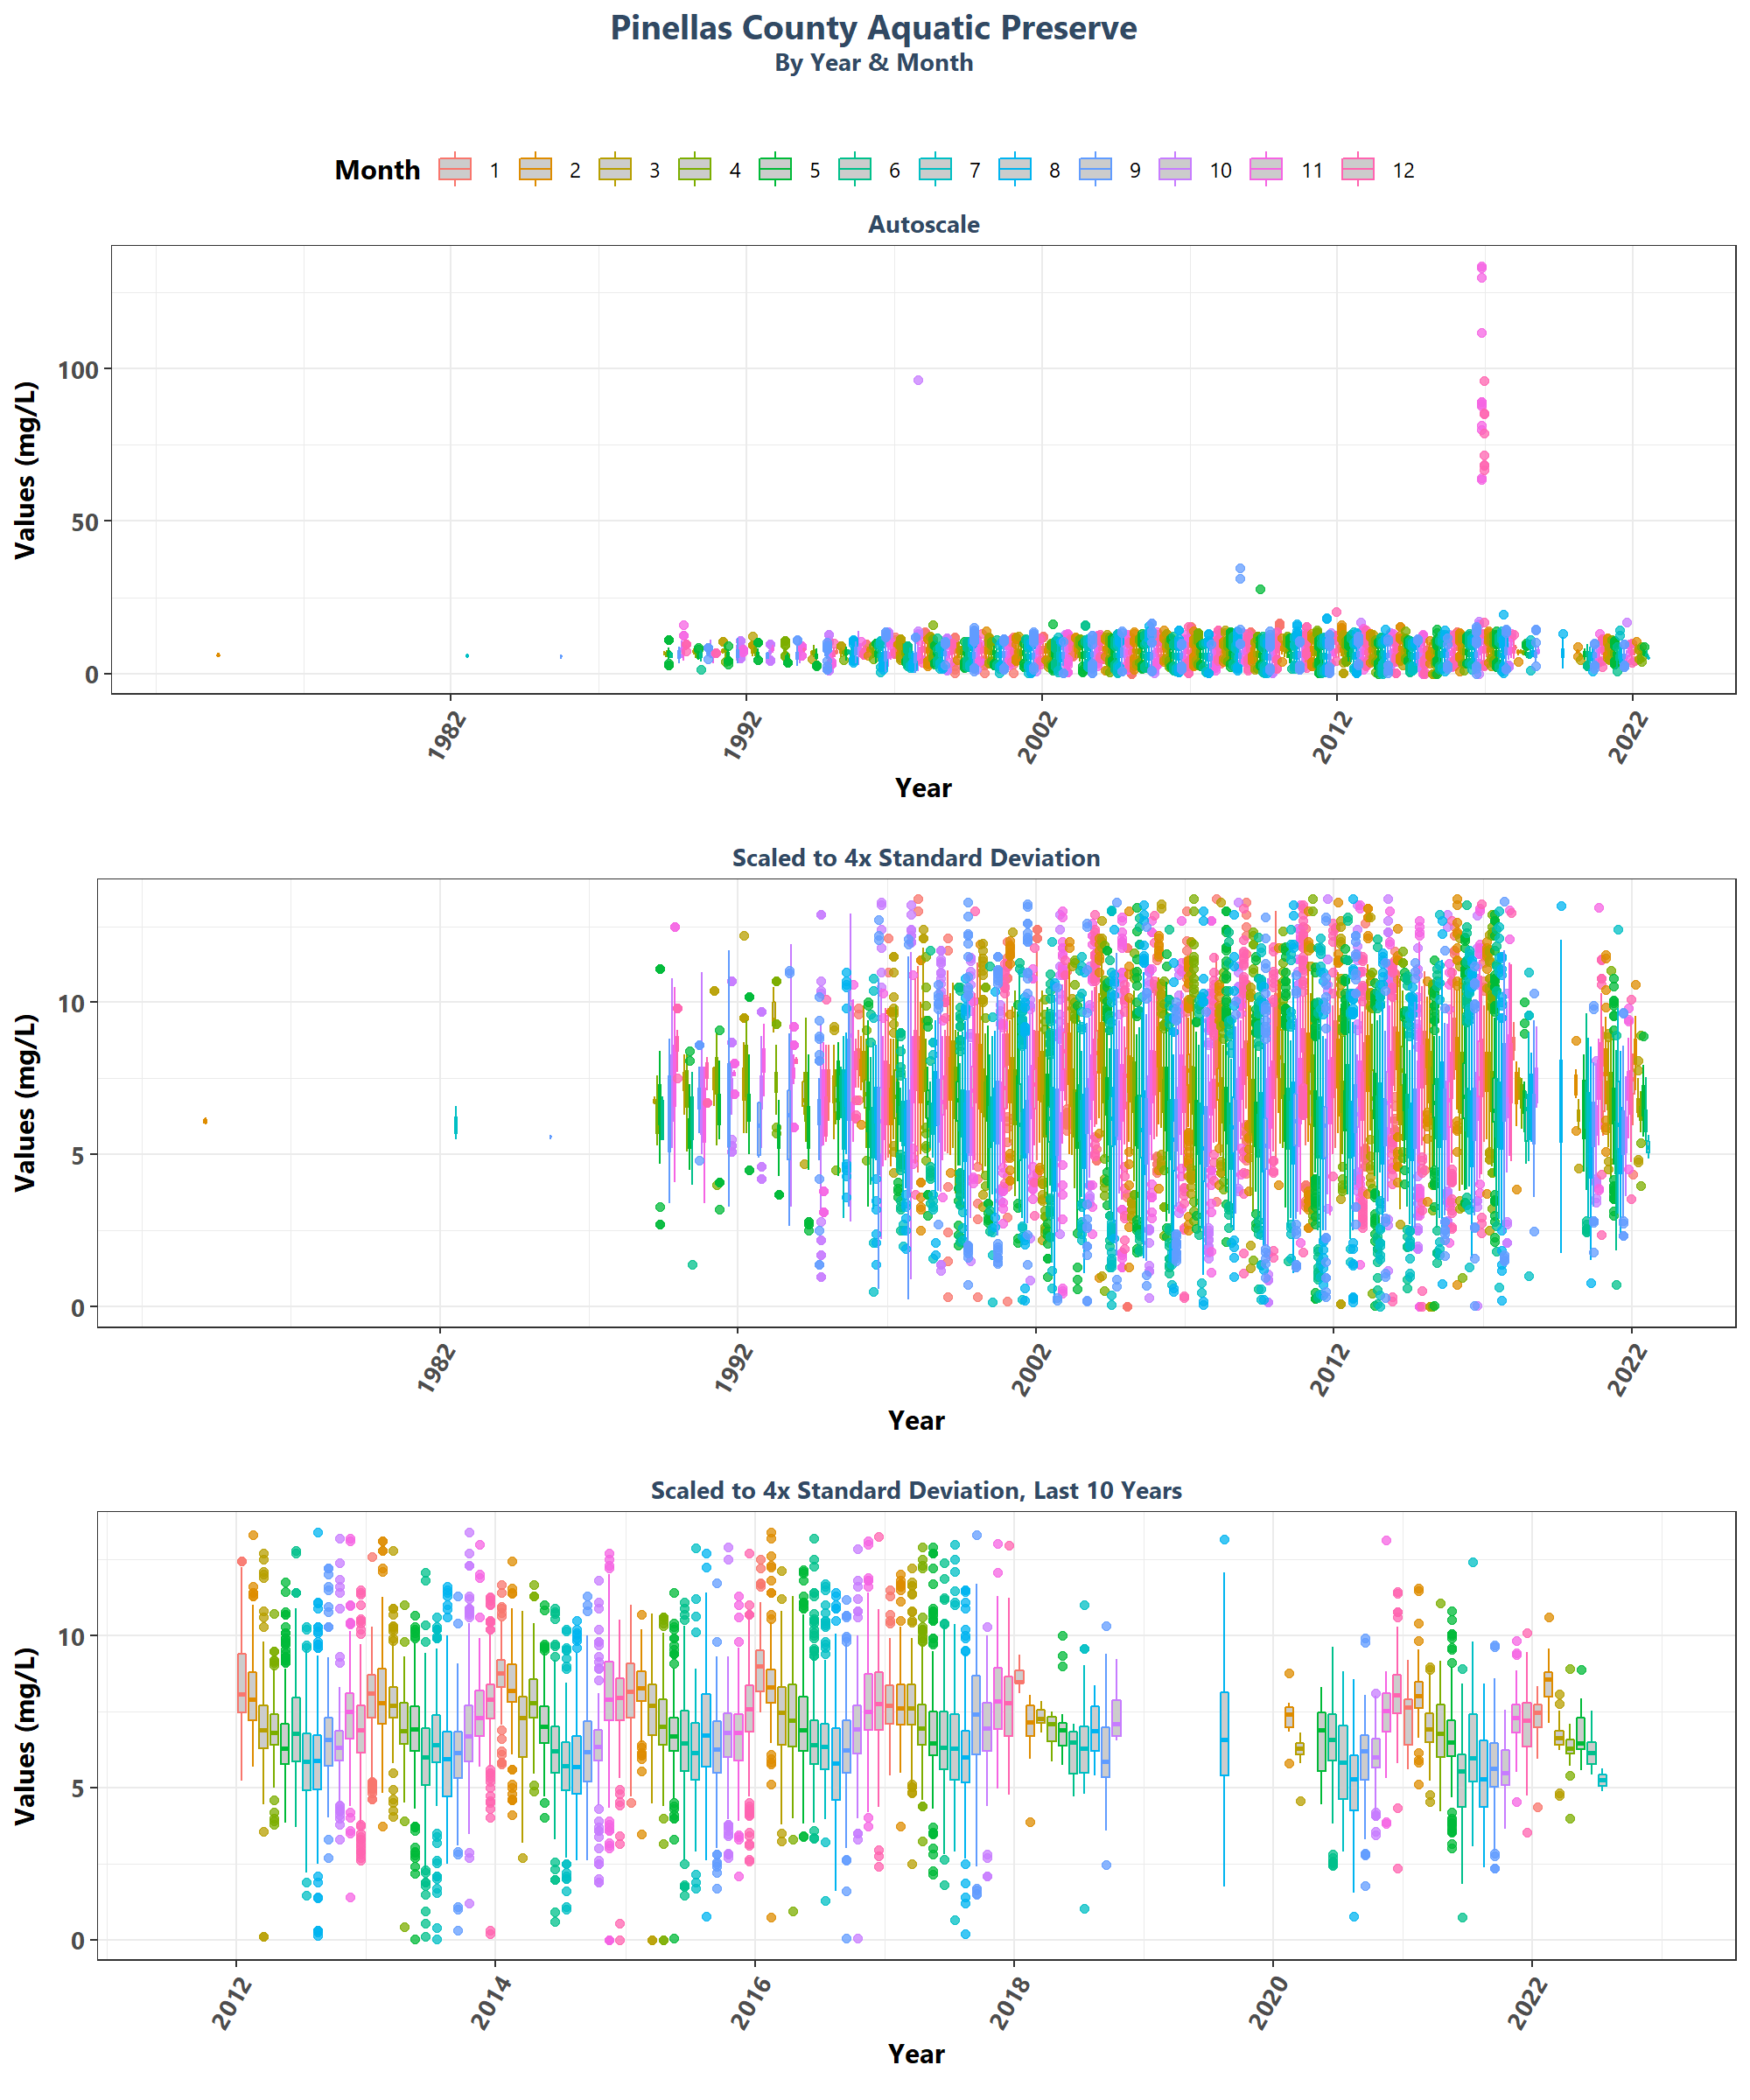 Pinellas County Aquatic Preserve
By Year & Month
Month 1 2 3 4 5 6 7 8 9 10 11 12
Autoscale
Values (mg/L)
100
50
0
1982 1992 2002 2012 2022
Year
Scaled to 4x Standard Deviation
Values (mg/L)
10
5
0
1982 1992 2002 2012 2022
Year
Scaled to 4x Standard Deviation, Last 10 Years
Values (mg/L)
10
5
0
2012 2014 2016 2018 2020 2022
Year